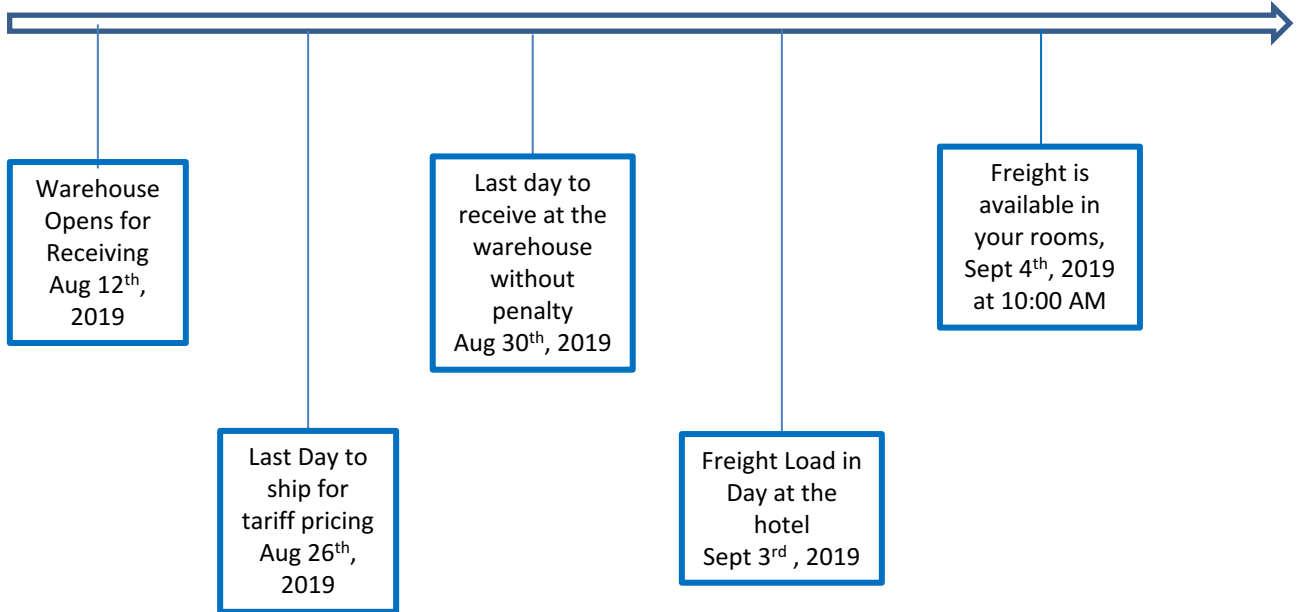 Warehouse
Opens for
Receiving
Aug 12th,
2019
Last Day to
ship for
tariff pricing
Aug 26th,
2019
Last day to
receive at the
warehouse
without
penalty
Aug 30th, 2019
Freight Load in
Day at the
hotel
Sept 3rd , 2019
Freight is
available in
your rooms,
Sept 4th, 2019
at 10:00 AM